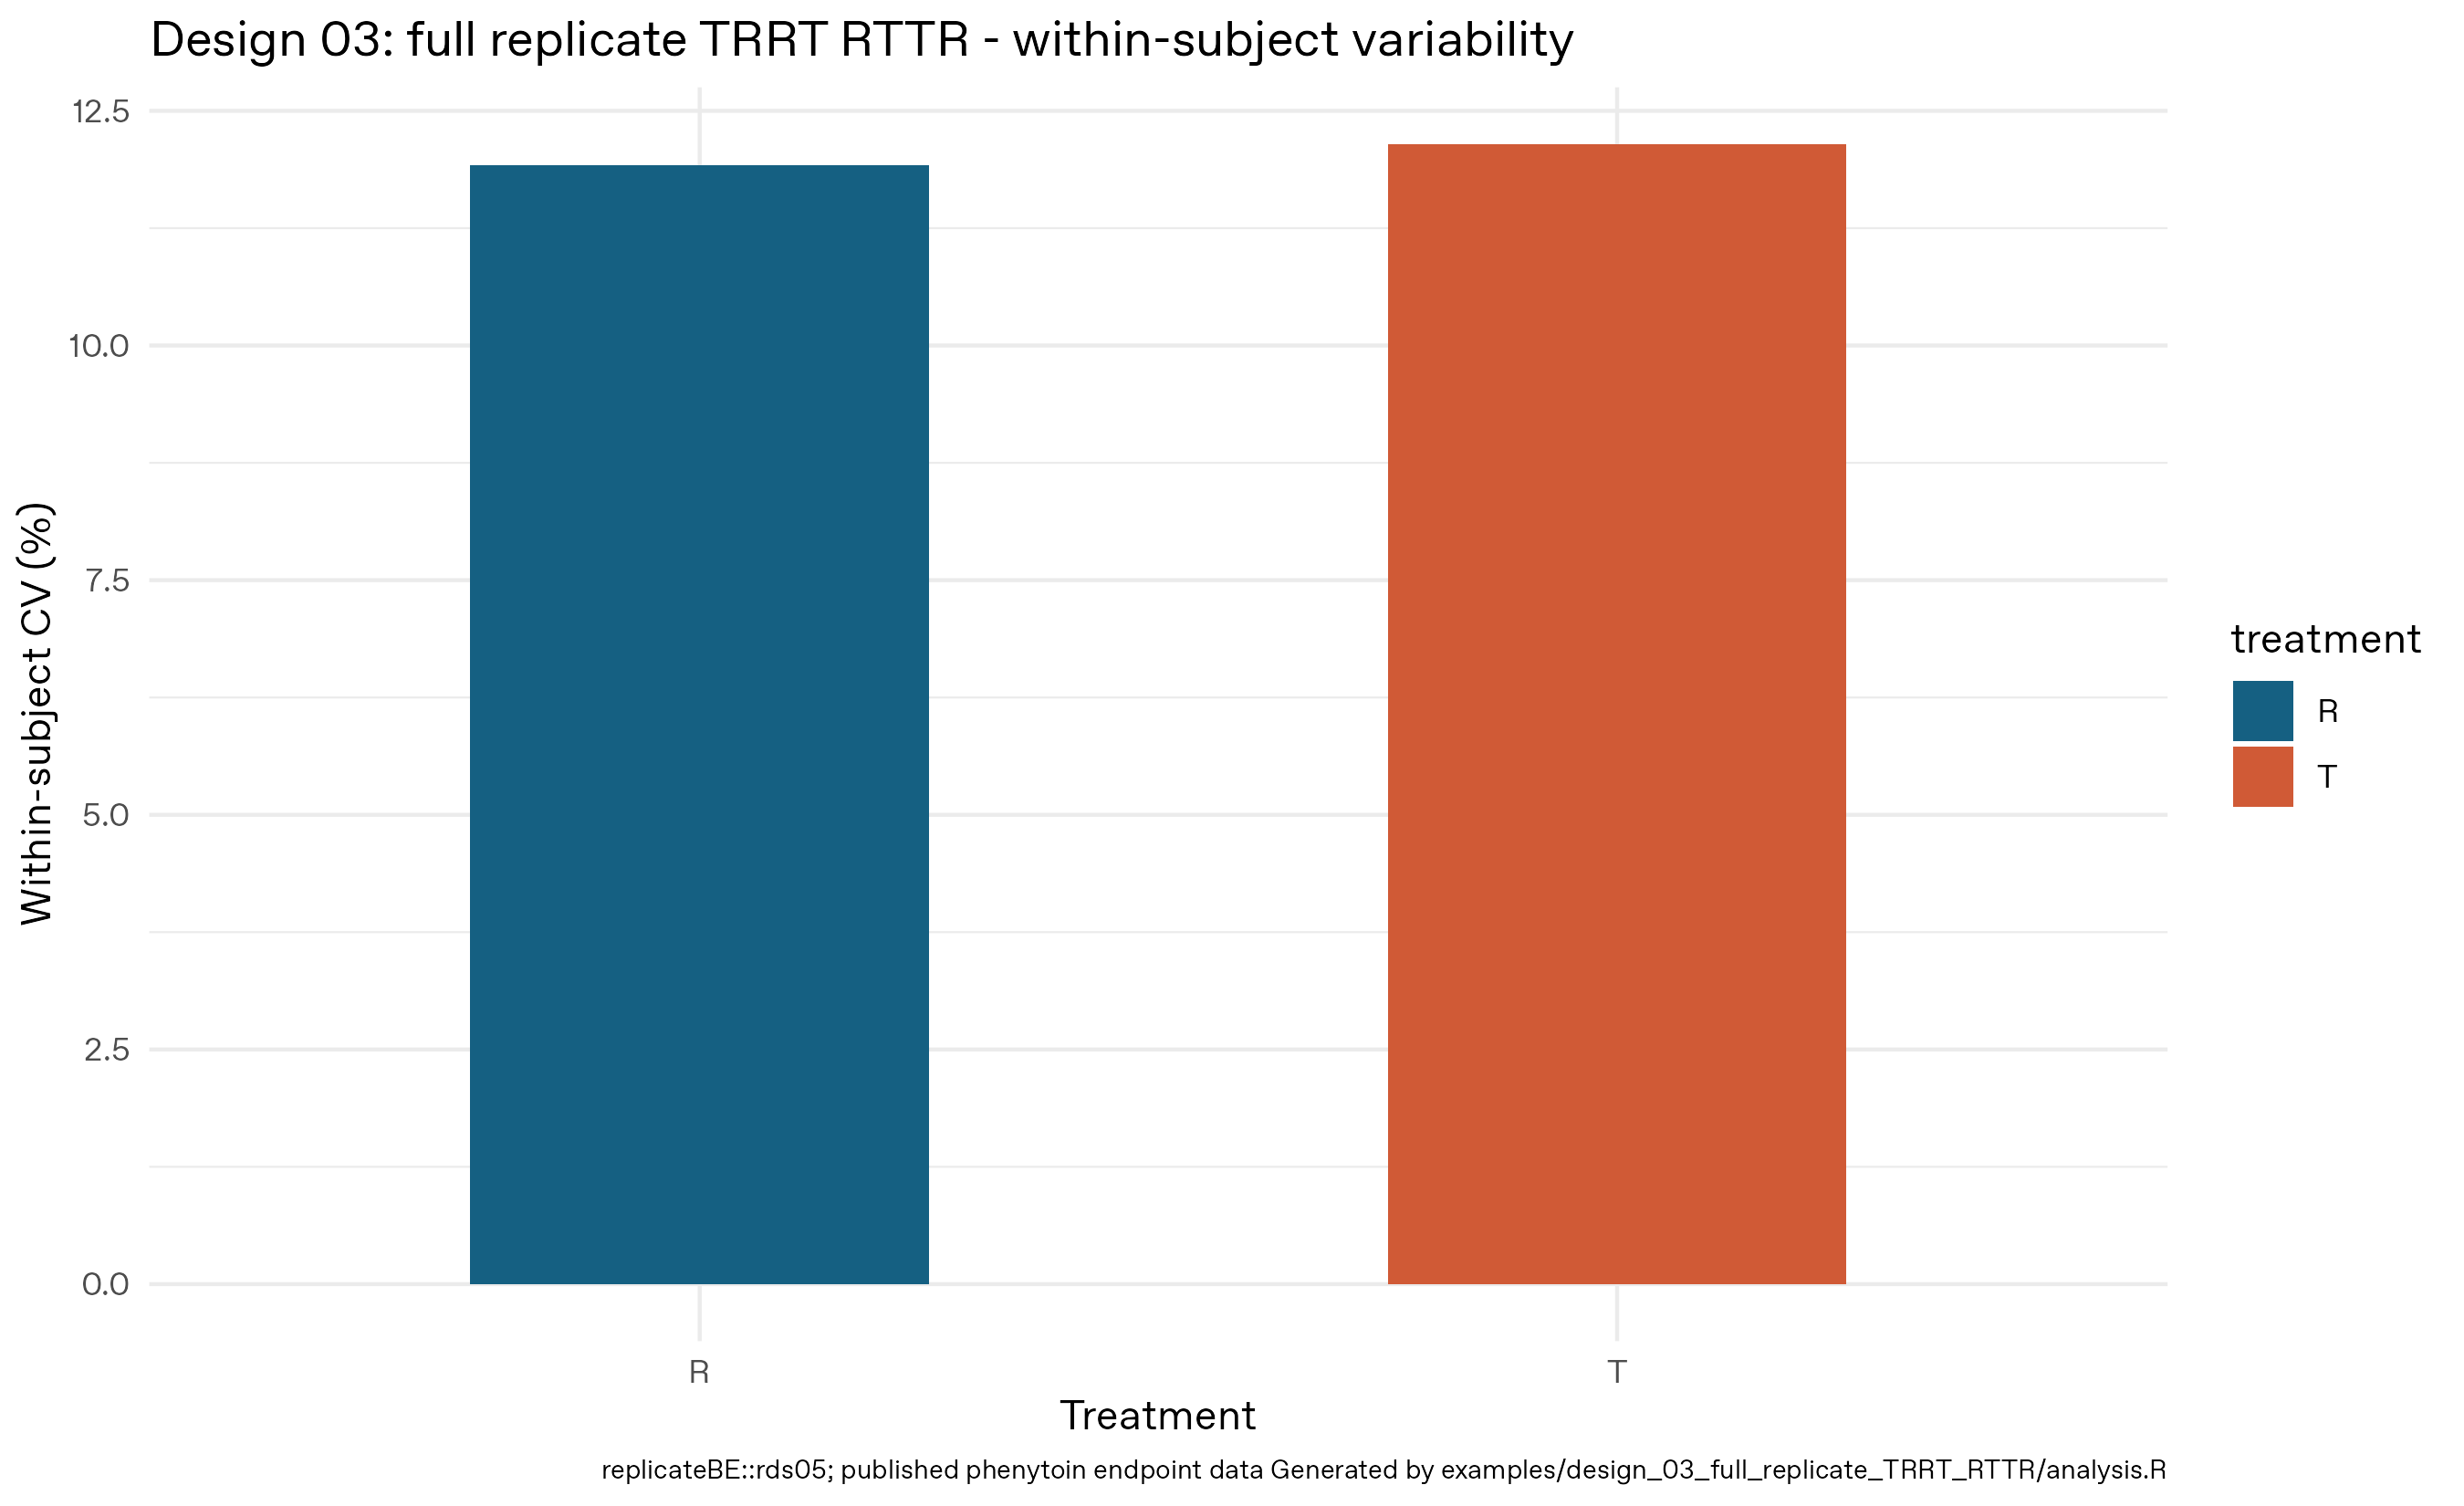 Design 03: full replicate TRRT RTTR - within-subject variability
12.5
10.0
7.5
5.0
2.5
0.0
Within-subject CV (%)
R
T
Treatment
treatment
R
T
replicateBE::rds05; published phenytoin endpoint data Generated by examples/design_03_full_replicate_TRRT_RTTR/analysis.R